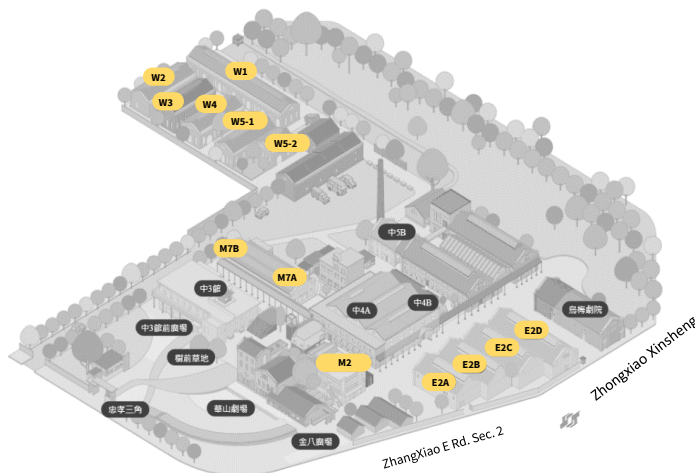 W1
W2
W3
W4
W5-1
W5-2
中5B
M7B
M7A
中3館
中4A
中4B
烏梅劇院
中3館前廣場
E2D
E2C
樹前草地
M2
E2B
E2A
忠孝三角
華山劇場
金八廣場
ZhangXiao E Rd. Sec. 2
Zhongxiao Xinsheng